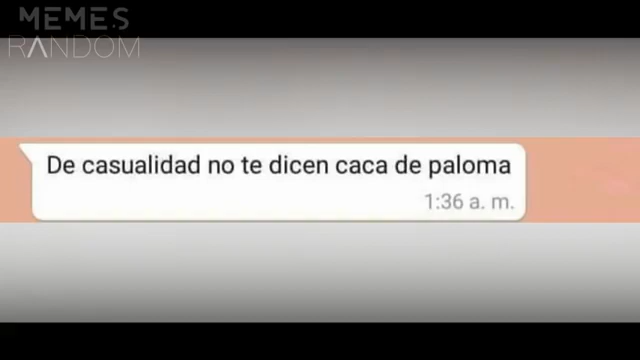 MEMES
RANDOM
De casualidad no te dicen caca de paloma
1:36 a. m.